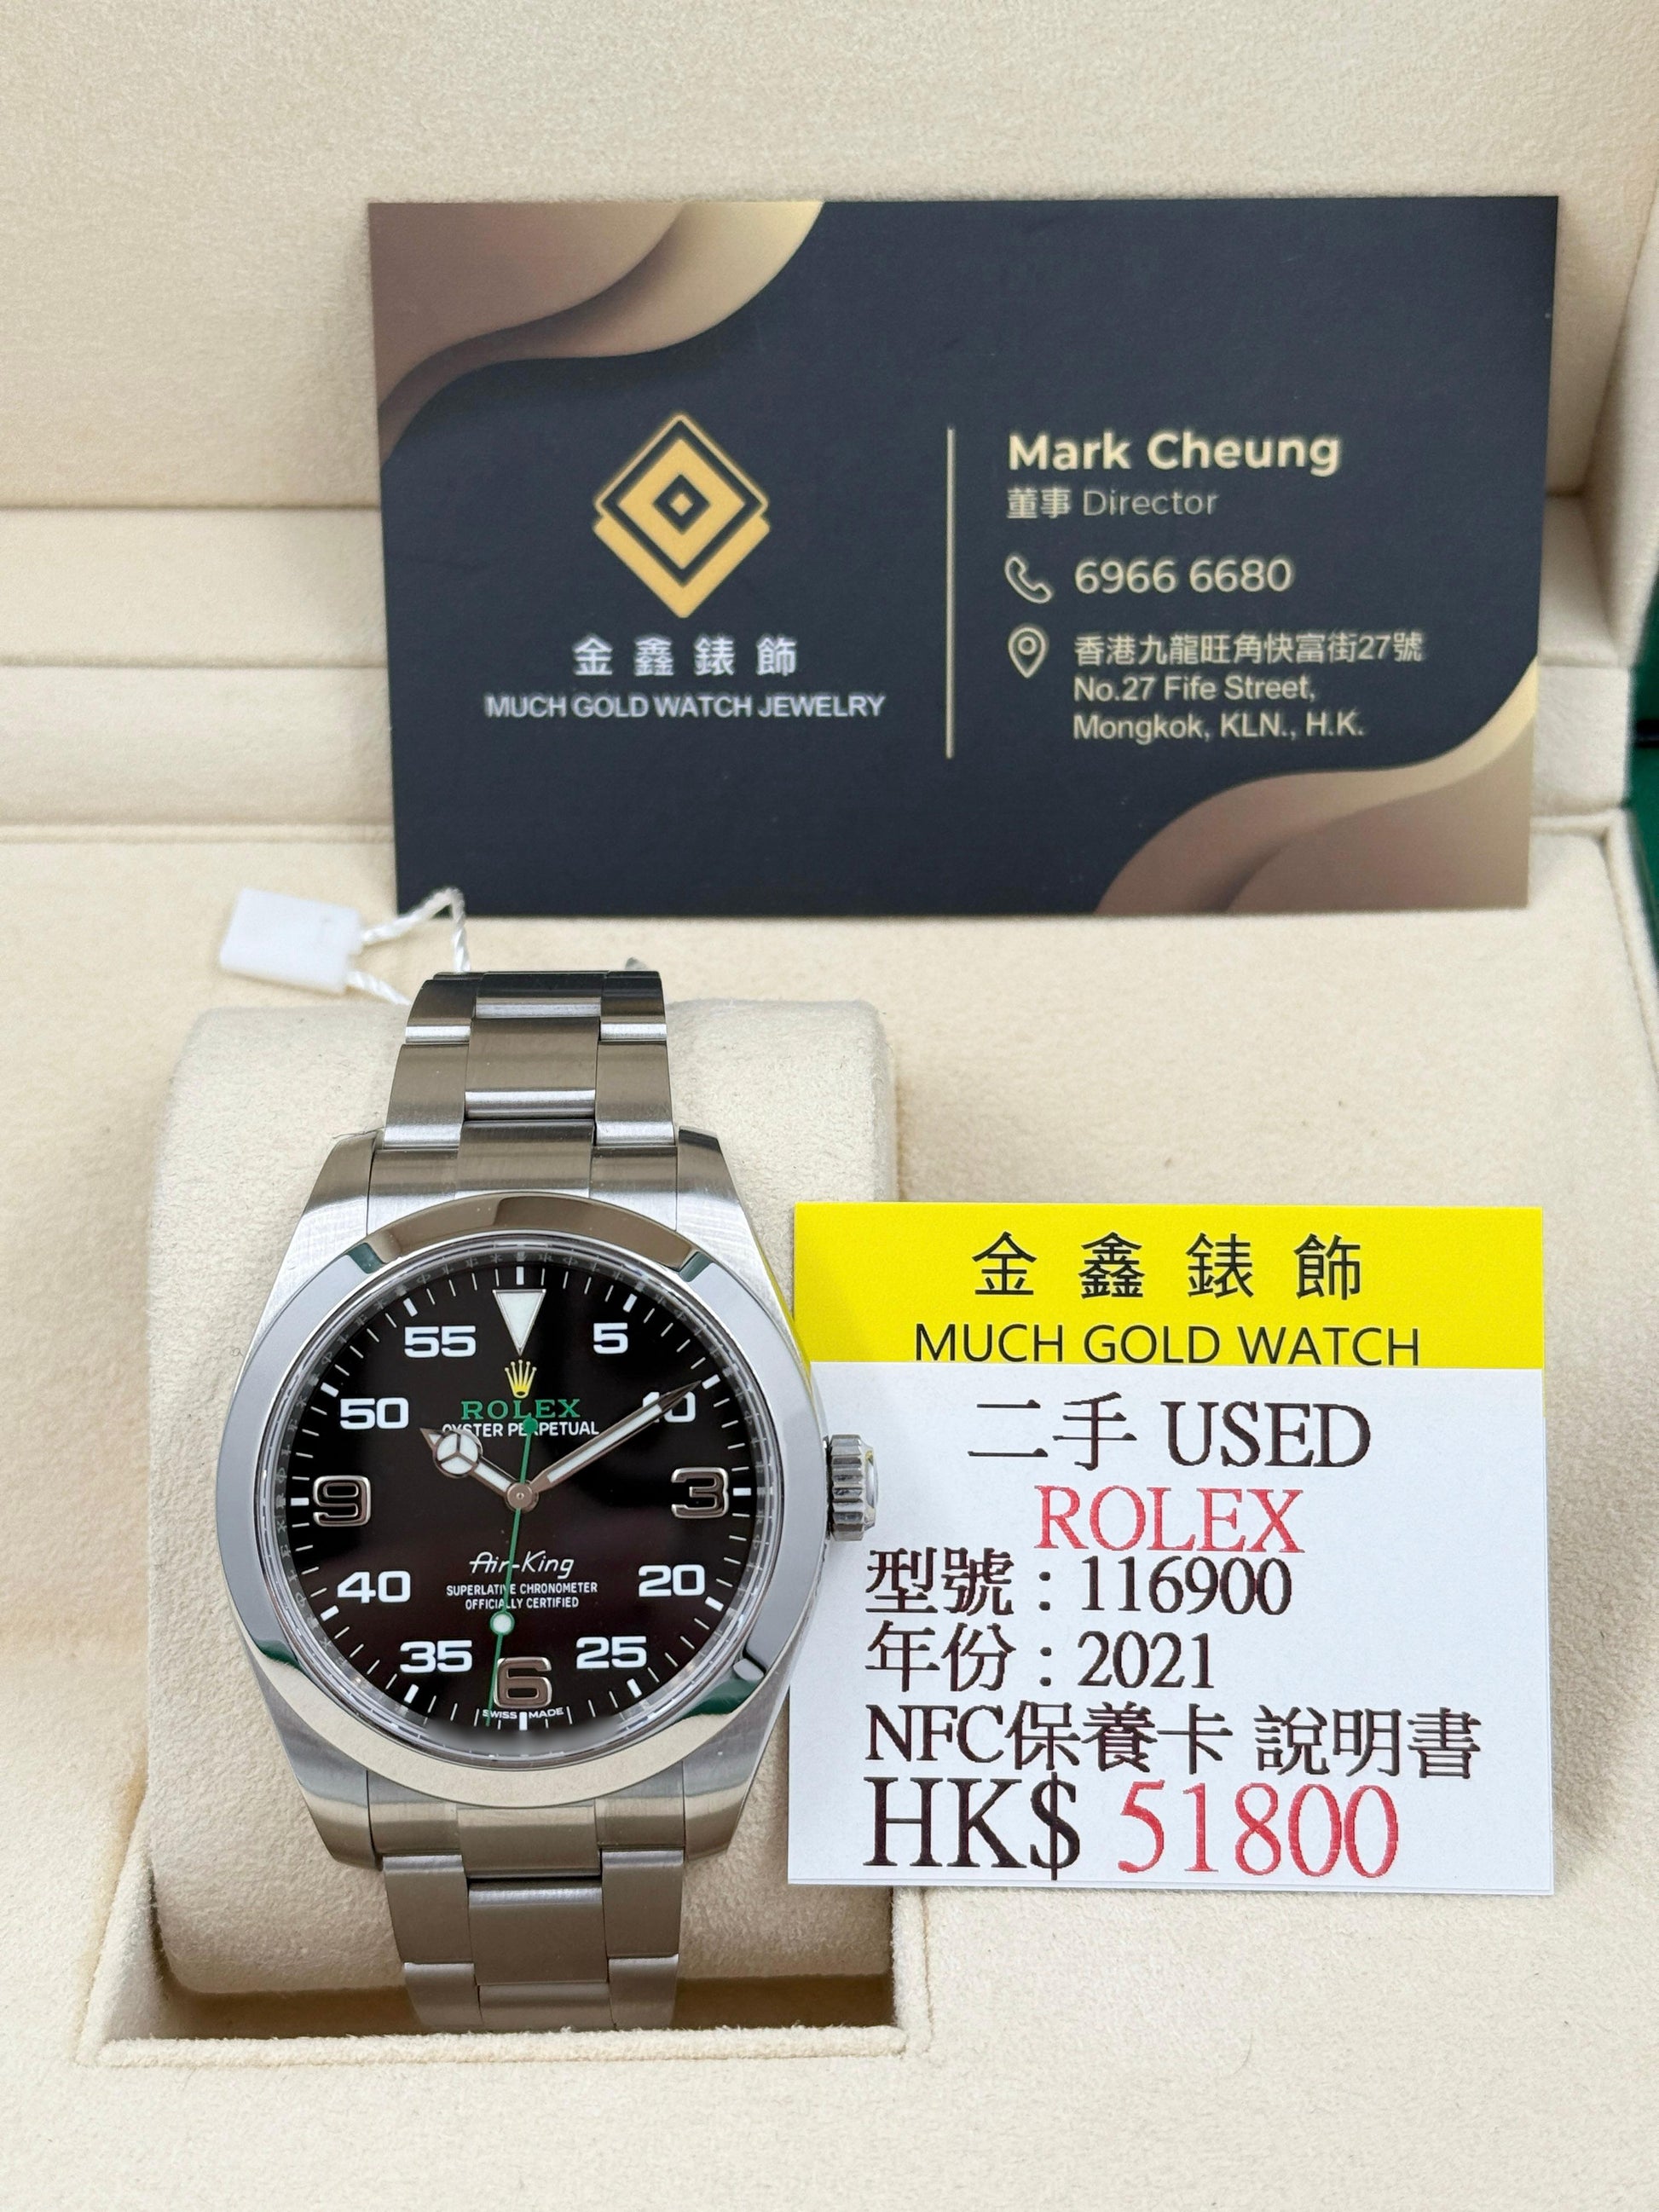 Mark Cheung
董事 Director
6966 6680
香港九龍旺角快富街27號
No.27 Fife Street,
Mongkok, KLN., H.K.
金鑫錶飾
MUCH GOLD WATCH JEWELRY
55 5
50 10
9 3
40 20
35 25
6
ROLEX
OYSTER PERPETUAL
Air-King
SUPERLATIVE CHRONOMETER
OFFICIALLY CERTIFIED
SWISS MADE
金鑫錶飾
MUCH GOLD WATCH
二手 USED
ROLEX
型號：116900
年份：2021
NFC保養卡 說明書
HK$ 51800